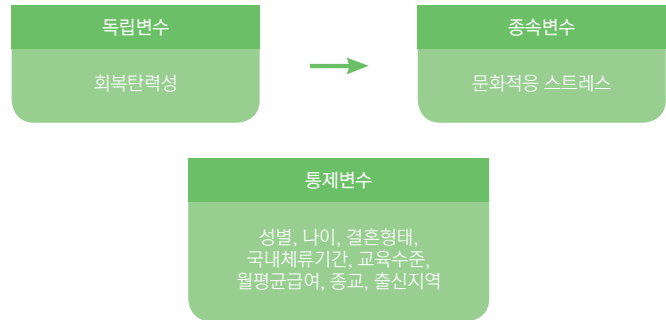 독립변수
종속변수
회복탄력성
문화적응 스트레스
통제변수
성별, 나이, 결혼형태,
국내체류기간, 교육수준,
월평균급여, 종교, 출신지역